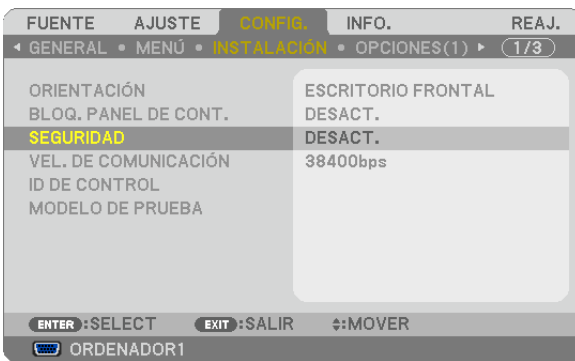 FUENTE AJUSTE CONFIG. INFO. REAJ.
GENERAL • MENÚ • INSTALACIÓN • OPCIONES(1) 1/3
ORIENTACIÓN ESCRITORIO FRONTAL
BLOQ. PANEL DE CONT. DESACT.
SEGURIDAD DESACT.
VEL. DE COMUNICACIÓN 38400bps
ID DE CONTROL
MODELO DE PRUEBA
ENTER :SELECT EXIT :SALIR :MOVER
ORDENADOR1